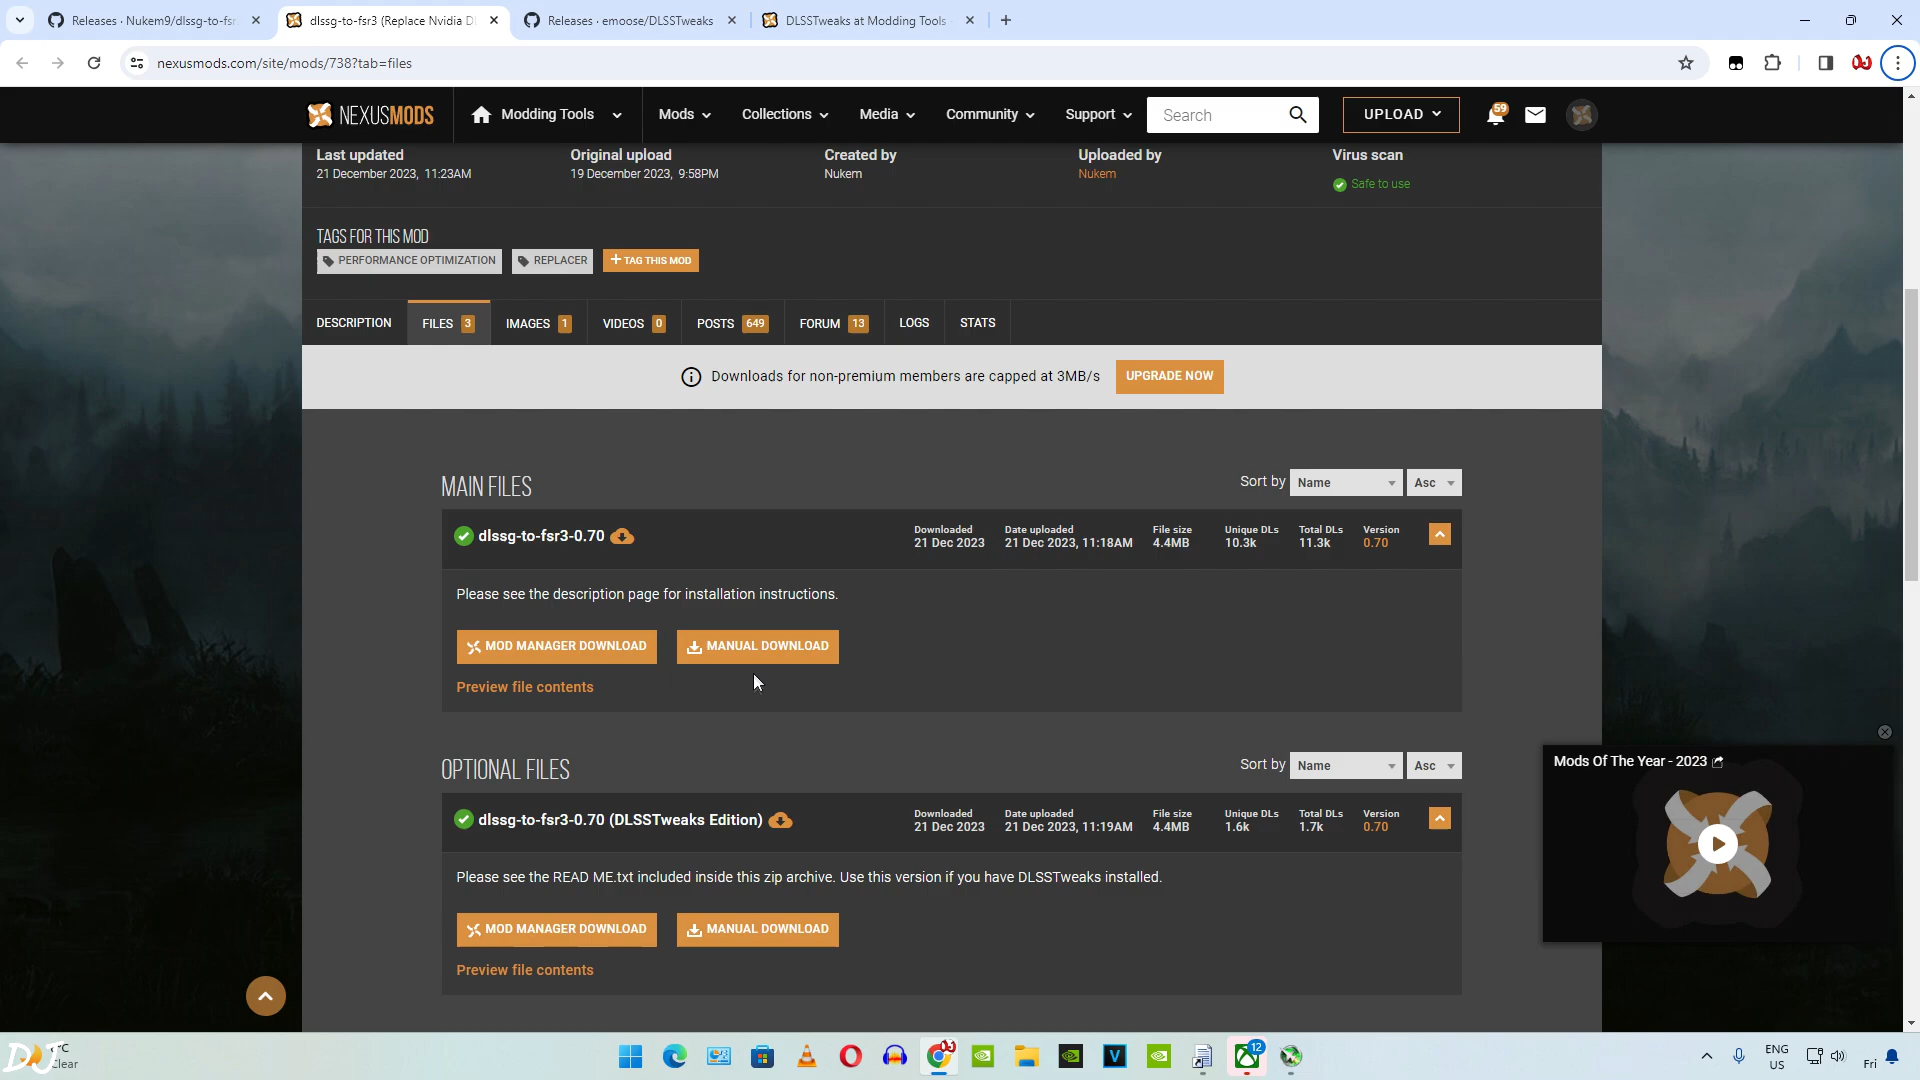 Releases · Nukem9/dlssg-to-fsr
dlssg-to-fsr3 (Replace Nvidia DL
Releases · emoose/DLSSTweaks
DLSSTweaks at Modding Tools
nexusmods.com/site/mods/738?tab=files
NEXUSMODS
Modding Tools
Mods
Collections
Media
Community
Support
Search
UPLOAD
59
Last updated
21 December 2023, 11:23AM
Original upload
19 December 2023, 9:58PM
Created by
Nukem
Uploaded by
Nukem
Virus scan
Safe to use
TAGS FOR THIS MOD
PERFORMANCE OPTIMIZATION
REPLACER
+ TAG THIS MOD
DESCRIPTION
FILES 3
IMAGES 1
VIDEOS 0
POSTS 649
FORUM 13
LOGS
STATS
Downloads for non-premium members are capped at 3MB/s
UPGRADE NOW
MAIN FILES
Sort by Name Asc
dlssg-to-fsr3-0.70
Downloaded
21 Dec 2023
Date uploaded
21 Dec 2023, 11:18AM
File size
4.4MB
Unique DLs
10.3k
Total DLs
11.3k
Version
0.70
Please see the description page for installation instructions.
MOD MANAGER DOWNLOAD
MANUAL DOWNLOAD
Preview file contents
OPTIONAL FILES
Sort by Name Asc
dlssg-to-fsr3-0.70 (DLSSTweaks Edition)
Downloaded
21 Dec 2023
Date uploaded
21 Dec 2023, 11:19AM
File size
4.4MB
Unique DLs
1.6k
Total DLs
1.7k
Version
0.70
Please see the READ ME.txt included inside this zip archive. Use this version if you have DLSSTweaks installed.
MOD MANAGER DOWNLOAD
MANUAL DOWNLOAD
Preview file contents
Mods Of The Year - 2023
DJ
°C
Clear
V
12
ENG
US
Fri